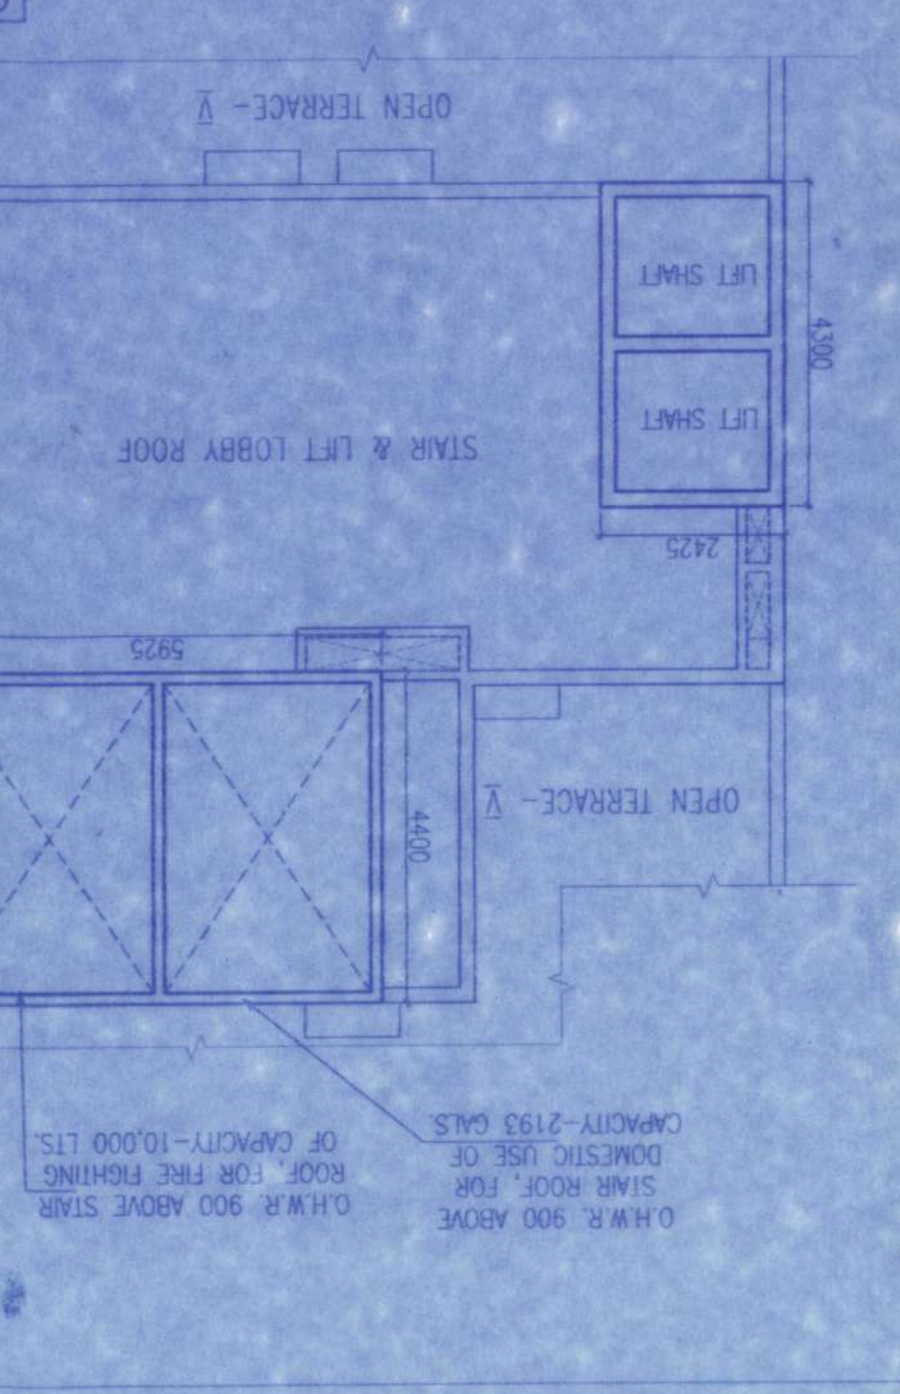 O.H.W.R. 900 ABOVE
STAIR ROOF, FOR
DOMESTIC USE OF
CAPACITY-2193 GALS.
O.H.W.R. 900 ABOVE STAIR
ROOF, FOR FIRE FIGHTING
OF CAPACITY-10,000 LTS.
OPEN TERRACE- V
4400
5925
2425
STAIR & LIFT LOBBY ROOF
LIFT SHAFT
4300
LIFT SHAFT
OPEN TERRACE- V